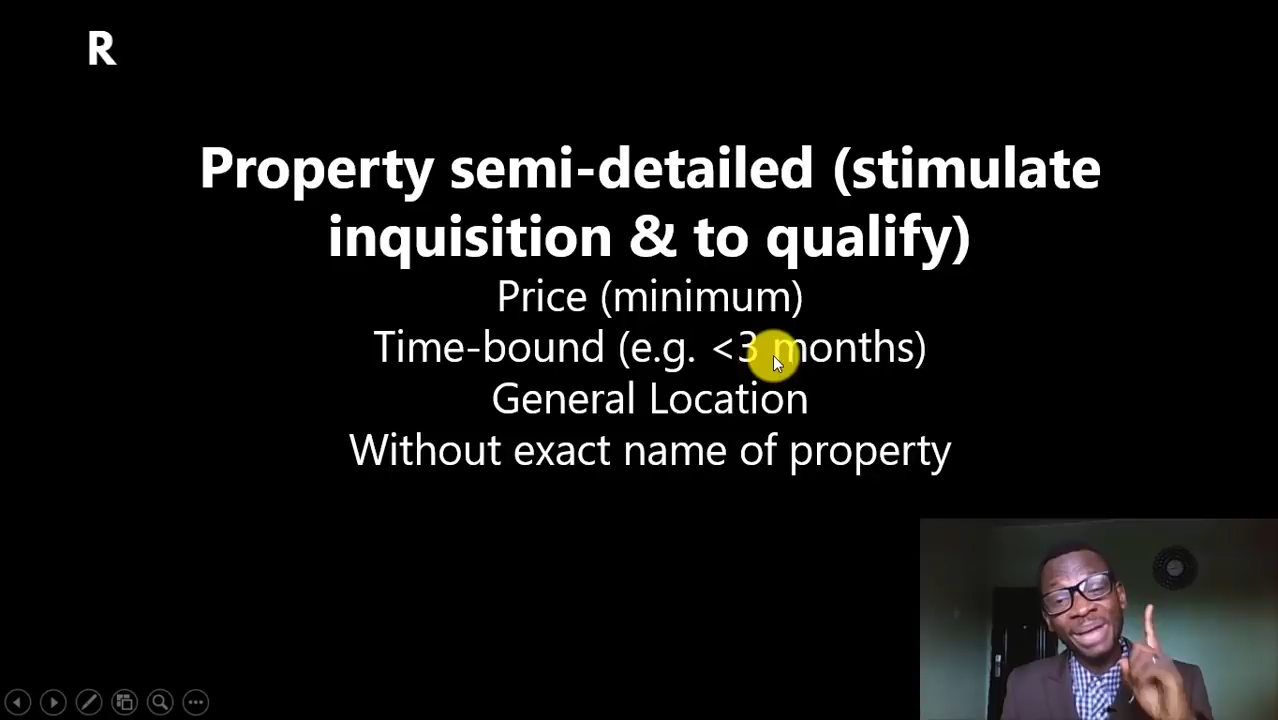 R
Property semi-detailed (stimulate
inquisition & to qualify)
Price (minimum)
Time-bound (e.g. <3 months)
General Location
Without exact name of property